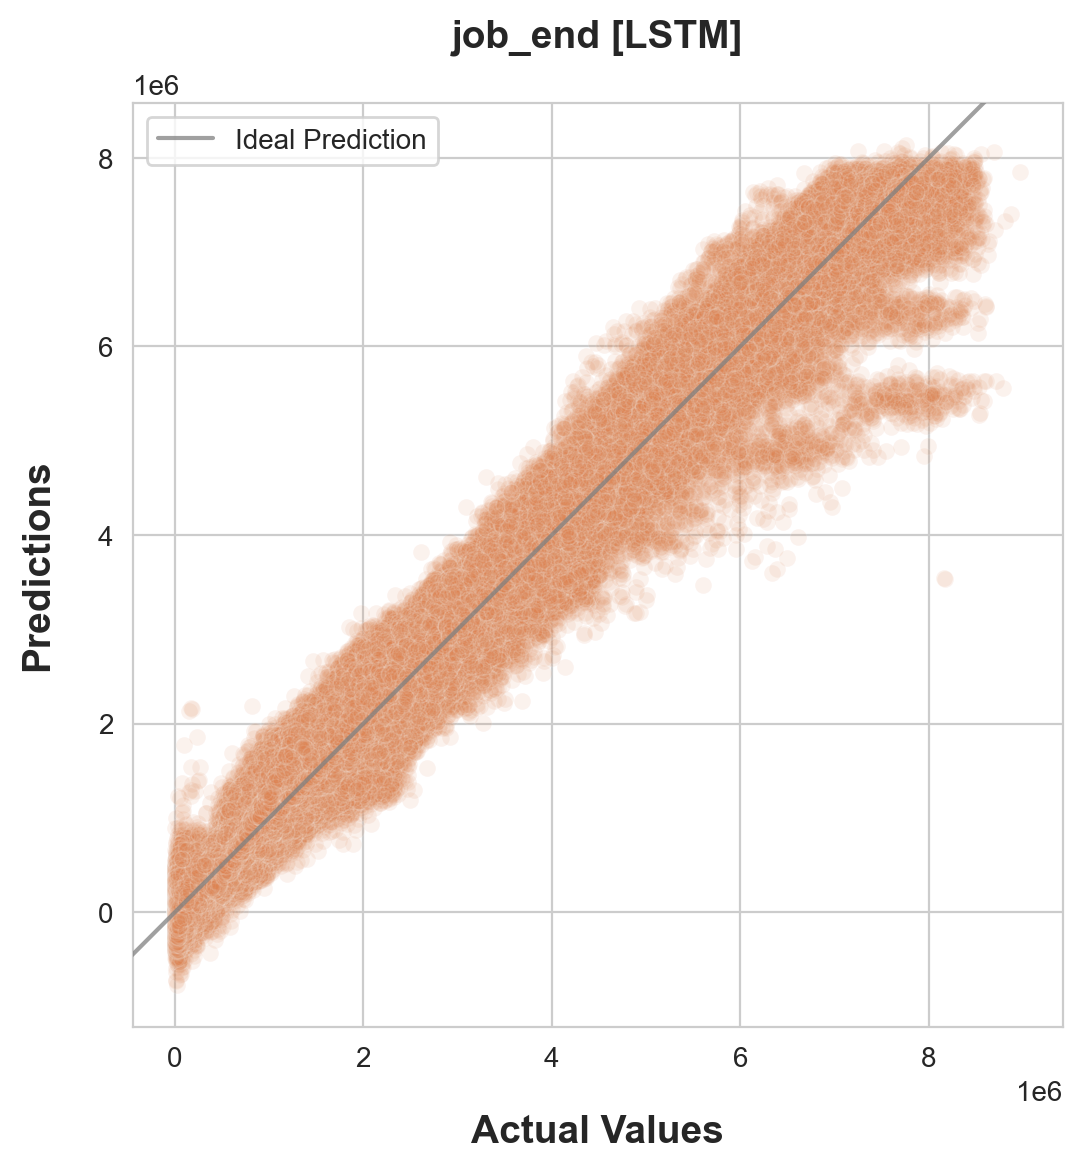 job_end [LSTM]
1e6
Ideal Prediction
8
6
4
2
0
Predictions
0 2 4 6 8
1e6
Actual Values